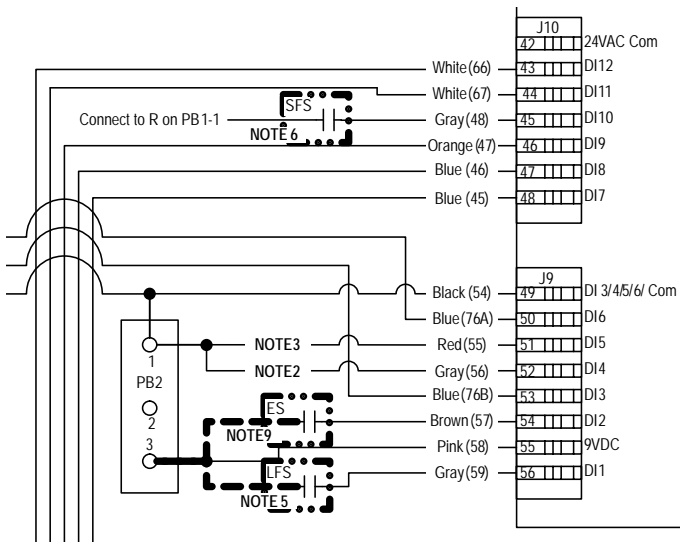 J10
42 24VAC Com
White (66) 43 DI12
White (67) 44 DI11
SFS
Connect to R on PB1-1 Gray (48) 45 DI10
NOTE 6
Orange (47) 46 DI9
Blue (46) 47 DI8
Blue (45) 48 DI7
J9
Black (54) 49 DI 3/4/5/6/ Com
Blue (76A) 50 DI6
1 NOTE3 Red (55) 51 DI5
NOTE2 Gray (56) 52 DI4
PB2
Blue (76B) 53 DI3
ES
2 Brown (57) 54 DI2
NOTE9
3 Pink (58) 55 9VDC
LFS
Gray (59) 56 DI1
NOTE 5